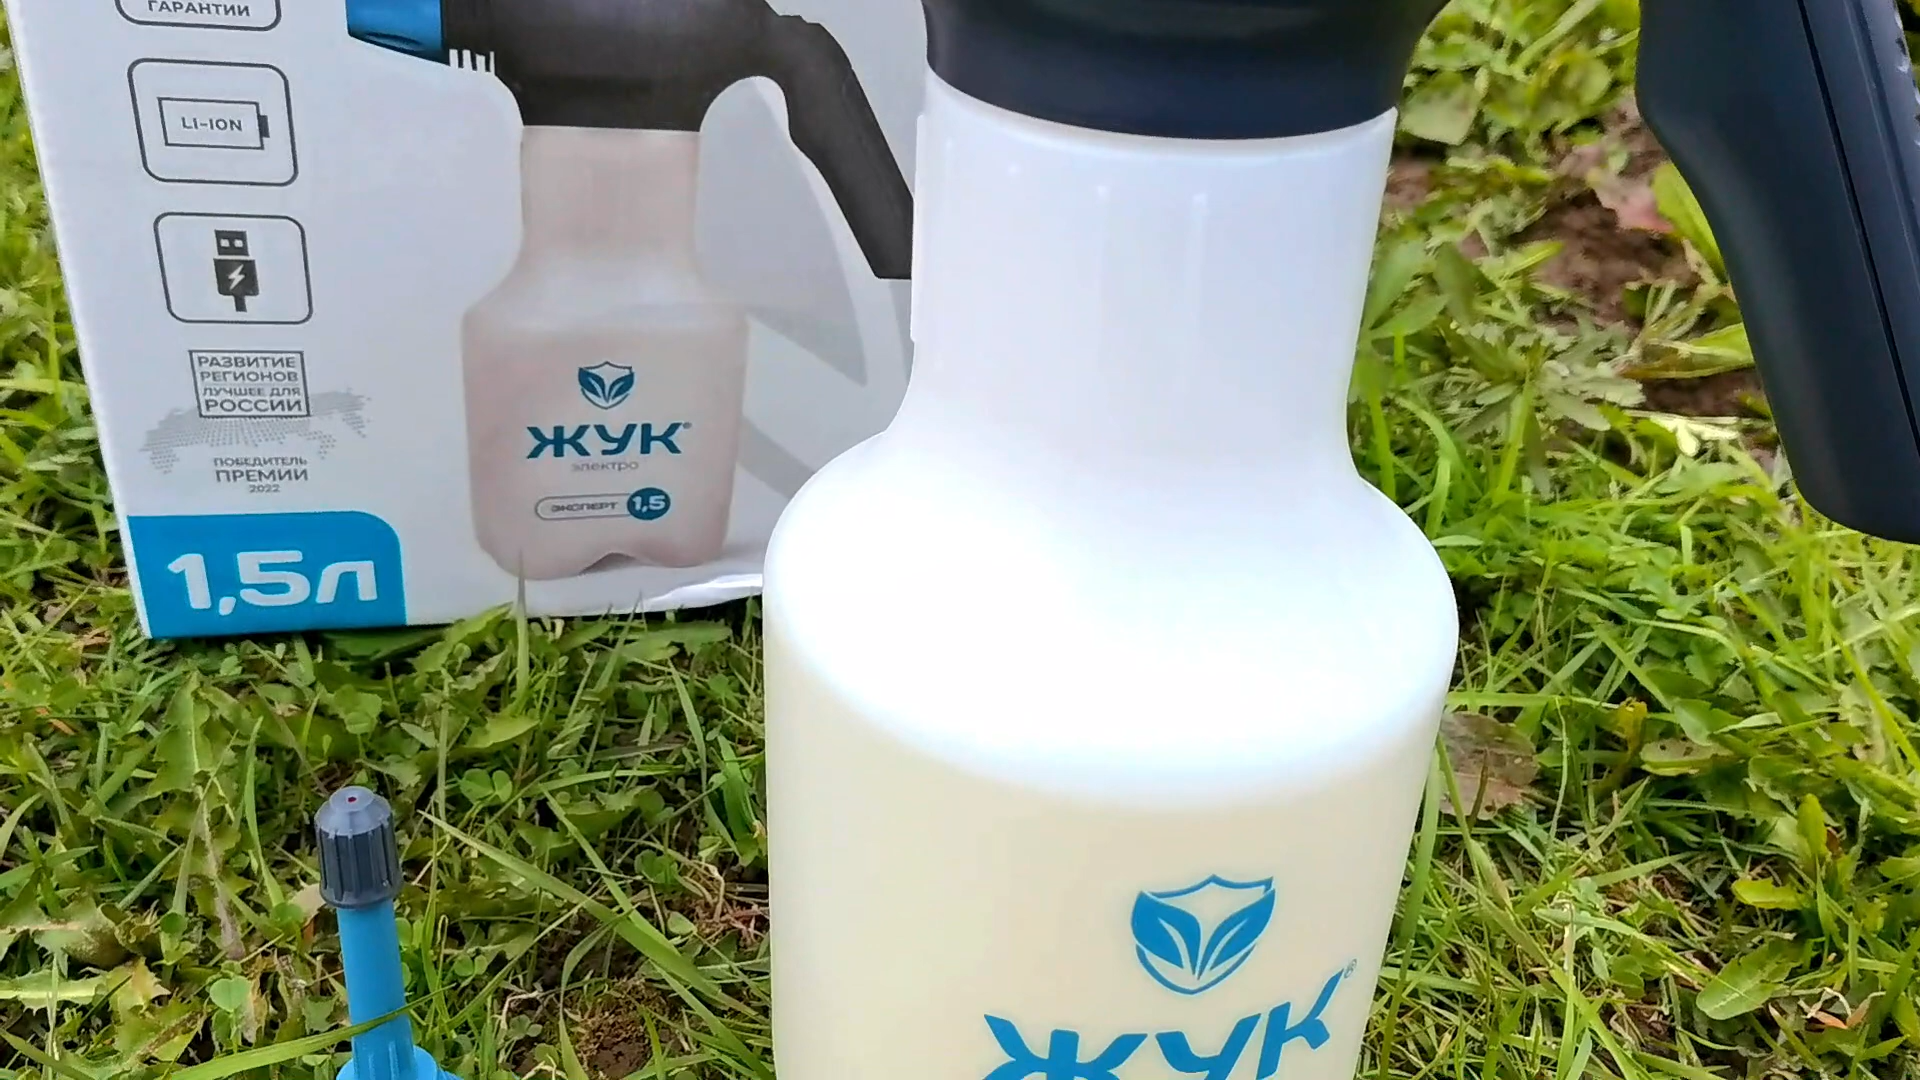 ГАРАНТИИ
LI-ION
РАЗВИТИЕ
РЕГИОНОВ
ЛУЧШЕЕ ДЛЯ
РОССИИ
ПОБЕДИТЕЛЬ
ПРЕМИИ
2022
1,5л
ЖУК®
электро
ЭКСПЕРТ 1,5
ЖУК®